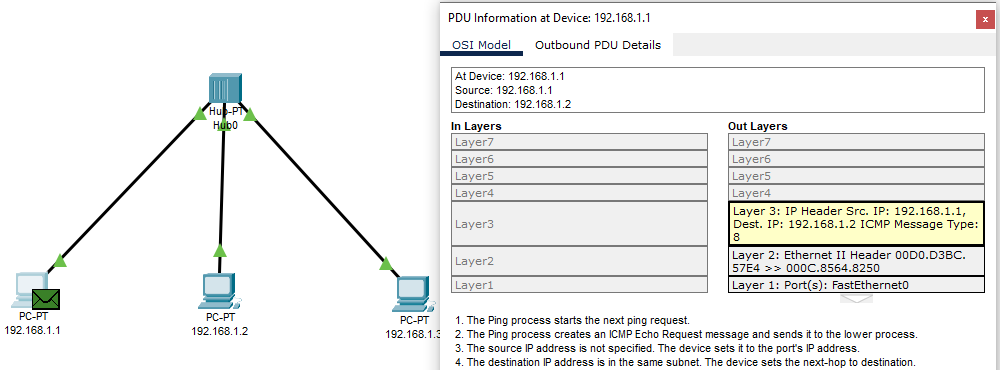 Hub-PT
Hub0
PC-PT
192.168.1.1
PC-PT
192.168.1.2
PC-PT
192.168.1.3
PDU Information at Device: 192.168.1.1
x
OSI Model
Outbound PDU Details
At Device: 192.168.1.1
Source: 192.168.1.1
Destination: 192.168.1.2
In Layers
Layer7
Layer6
Layer5
Layer4
Layer3
Layer2
Layer1
Out Layers
Layer7
Layer6
Layer5
Layer4
Layer 3: IP Header Src. IP: 192.168.1.1,
Dest. IP: 192.168.1.2 ICMP Message Type:
8
Layer 2: Ethernet II Header 00D0.D3BC.
57E4 >> 000C.8564.8250
Layer 1: Port(s): FastEthernet0
1. The Ping process starts the next ping request.
2. The Ping process creates an ICMP Echo Request message and sends it to the lower process.
3. The source IP address is not specified. The device sets it to the port's IP address.
4. The destination IP address is in the same subnet. The device sets the next-hop to destination.